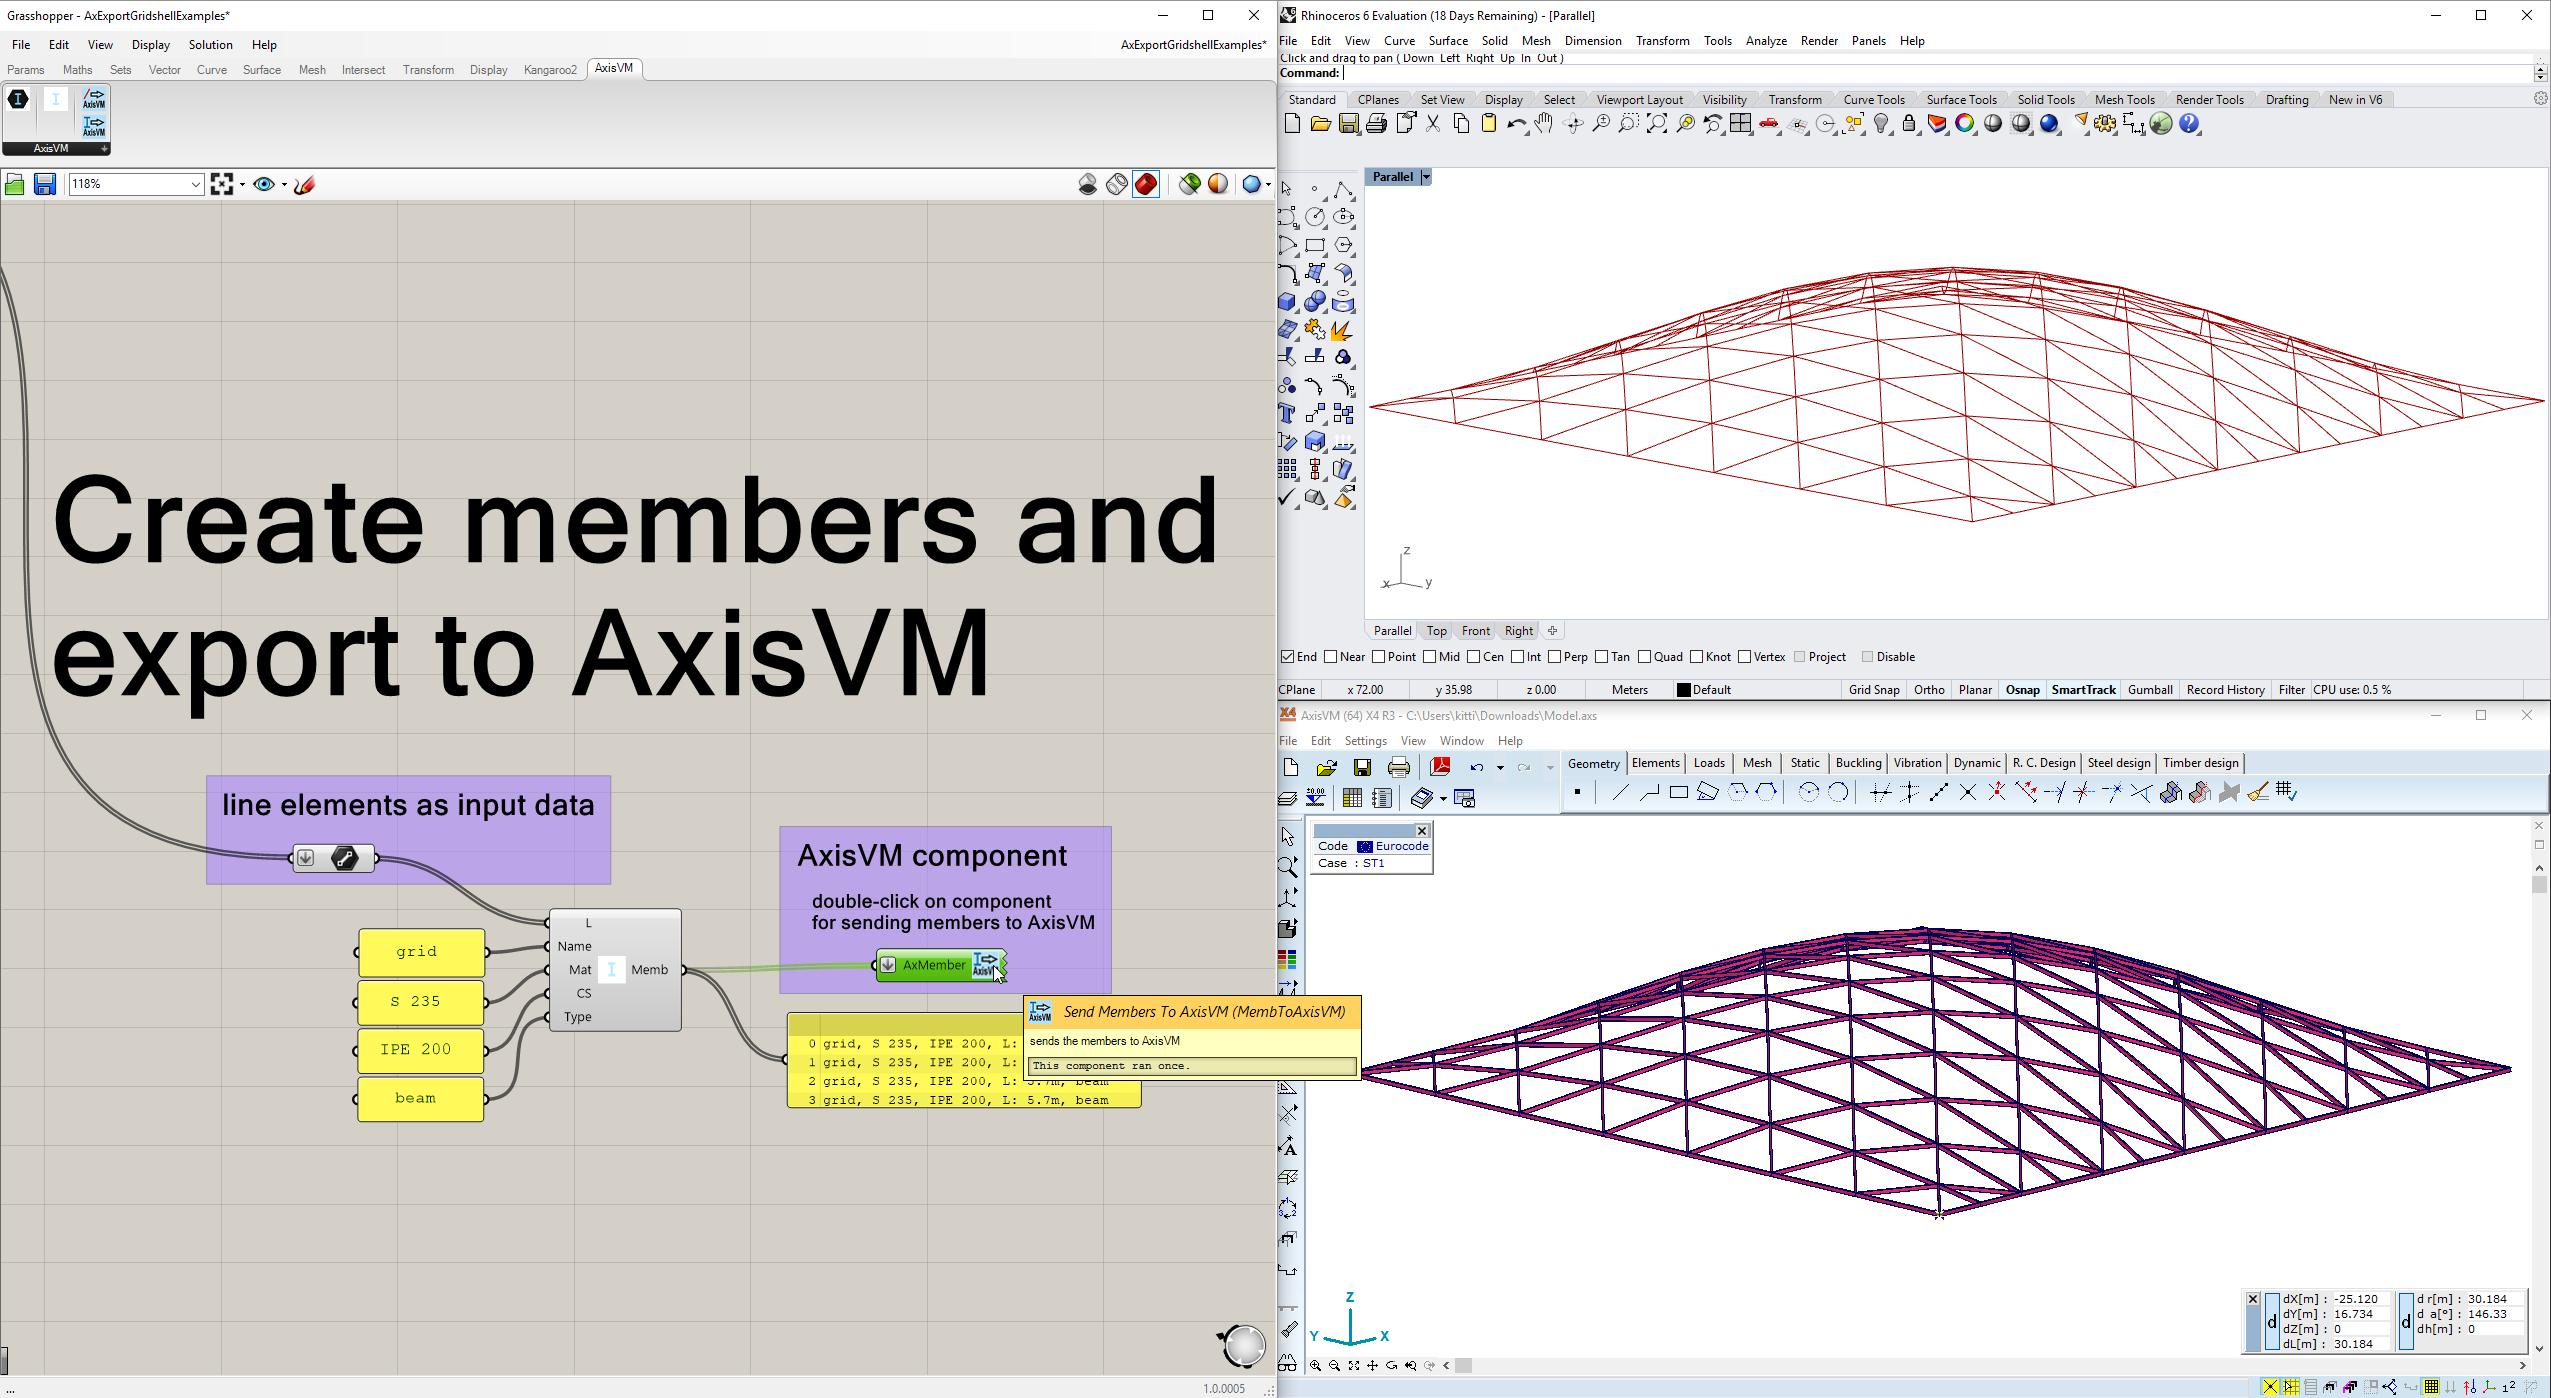 Grasshopper - AxExportGridshellExamples*
File Edit View Display Solution Help
AxExportGridshellExamples*
Params Maths Sets Vector Curve Surface Mesh Intersect Transform Display Kangaroo2 AxisVM
AxisVM
AxisVM
AxisVM
118%
Create members and
export to AxisVM
line elements as input data
AxisVM component
double-click on component
for sending members to AxisVM
AxMember
L
Name
Mat
CS
Type
Memb
grid
S 235
IPE 200
beam
0 grid, S 235, IPE 200, L:
1 grid, S 235, IPE 200, L:
2 grid, S 235, IPE 200, L: 5.7m, beam
3 grid, S 235, IPE 200, L: 5.7m, beam
AxisVM
Send Members To AxisVM (MembToAxisVM)
sends the members to AxisVM
This component ran once.
...
1.0.0005
Rhinoceros 6 Evaluation (18 Days Remaining) - [Parallel]
File Edit View Curve Surface Solid Mesh Dimension Transform Tools Analyze Render Panels Help
Click and drag to pan ( Down Left Right Up In Out )
Command:
Standard CPlanes Set View Display Select Viewport Layout Visibility Transform Curve Tools Surface Tools Solid Tools Mesh Tools Render Tools Drafting New in V6
Parallel
z
x y
Parallel Top Front Right
End Near Point Mid Cen Int Perp Tan Quad Knot Vertex Project Disable
CPlane x 72.00 y 35.98 z 0.00 Meters Default Grid Snap Ortho Planar Osnap SmartTrack Gumball Record History Filter CPU use: 0.5 %
X4 AxisVM (64) X4 R3 - C:\Users\kitti\Downloads\Model.axs
File Edit Settings View Window Help
Geometry Elements Loads Mesh Static Buckling Vibration Dynamic R. C. Design Steel design Timber design
Code Eurocode
Case : ST1
Z
Y X
d
dX[m] : -25.120
dY[m] : 16.734
dZ[m] : 0
dL[m] : 30.184
d
d r[m] : 30.184
d a[°] : 146.33
dh[m] : 0